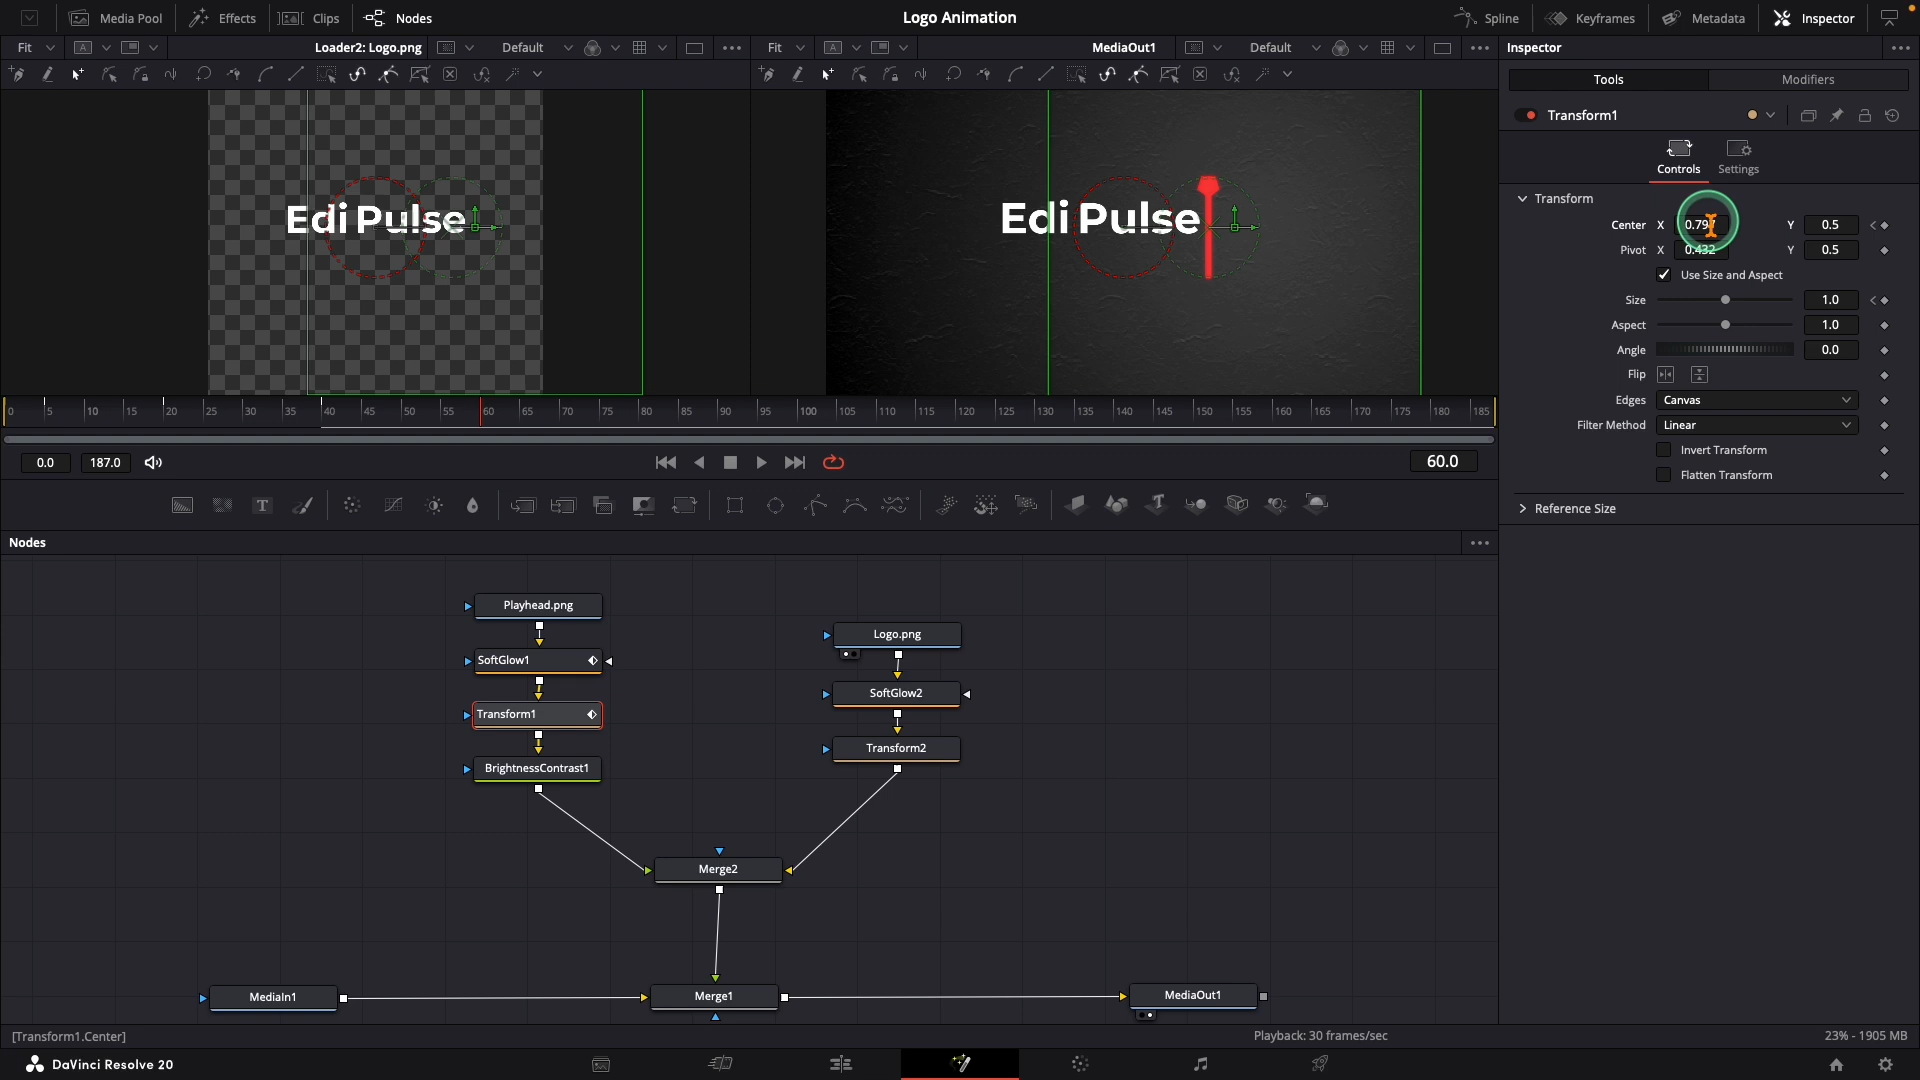 Media Pool Effects Clips Nodes Logo Animation Spline Keyframes Metadata Inspector
Fit A Loader2: Logo.png Default Fit A MediaOut1 Default Inspector
Tools Modifiers
Transform1
Controls Settings
Transform
Center X 0.797 Y 0.5
Pivot X 0.432 Y 0.5
Use Size and Aspect
Size 1.0
Aspect 1.0
Angle 0.0
Flip
Edges Canvas
Filter Method Linear
Invert Transform
Flatten Transform
Reference Size
Edi Pulse
Edi Pulse
0 5 10 15 20 25 30 35 40 45 50 55 60 65 70 75 80 85 90 95 100 105 110 115 120 125 130 135 140 145 150 155 160 165 170 175 180 185
0.0 187.0 60.0
T
Nodes
Playhead.png
Logo.png
SoftGlow1
SoftGlow2
Transform1
Transform2
BrightnessContrast1
Merge2
MediaIn1
Merge1
MediaOut1
[Transform1.Center] Playback: 30 frames/sec 23% - 1905 MB
DaVinci Resolve 20